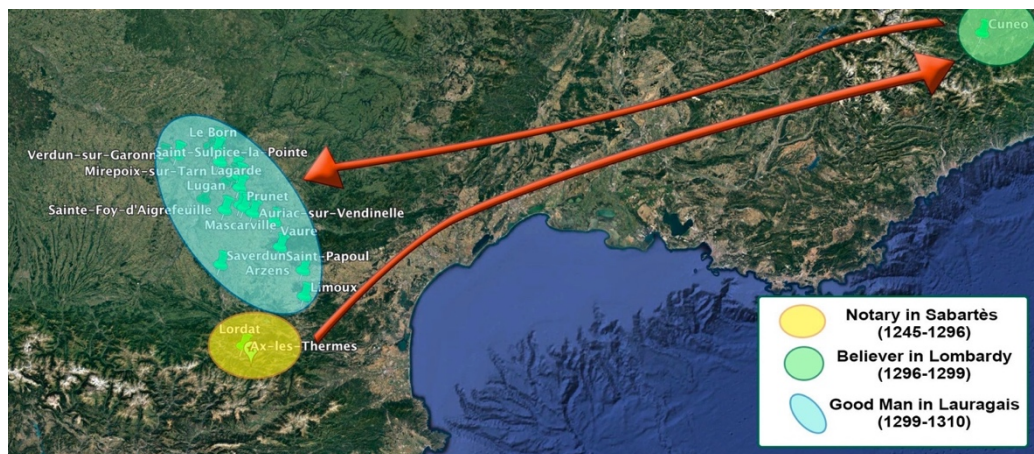 Cuneo
Le Born
Verdun-sur-Garonn
Saint-Sulpice-la-Pointe
Mirepoix-sur-Tarn
Lagarde
Lugan
Prunet
Sainte-Foy-d'Aigrefeuille
Auriac-sur-Vendinelle
Mascarville
Vaure
Saverdun
Saint-Papoul
Arzens
Limoux
Lordat
Ax-les-Thermes
Notary in Sabartès
(1245-1296)
Believer in Lombardy
(1296-1299)
Good Man in Lauragais
(1299-1310)